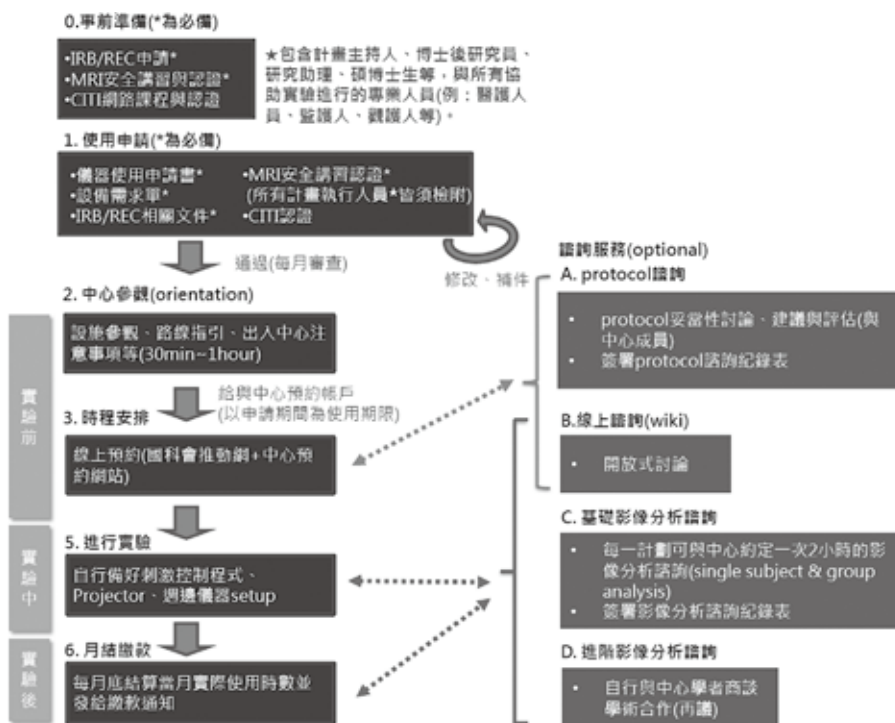 0.事前準備(*為必備)
•IRB/REC申請*
•MRI安全講習與認證*
•CITI網路課程與認證
★包含計畫主持人、博士後研究員、
研究助理、碩博士生等，與所有協
助實驗進行的專業人員(例：醫護人
員、監護人、觀護人等)。
1. 使用申請(*為必備)
•儀器使用申請書*
•設備需求單*
•IRB/REC相關文件*
•MRI安全講習認證*
(所有計畫執行人員*皆須檢附)
•CITI認證
通過(每月審查)
修改、補件
2. 中心參觀(orientation)
設施參觀、路線指引、出入中心注
意事項等(30min~1hour)
給與中心預約帳戶
(以申請期間為使用期限)
3. 時程安排
線上預約(國科會推動網+中心預
約網站)
5. 進行實驗
自行備好刺激控制程式、
Projector、週邊儀器setup
6. 月結繳款
每月底結算當月實際使用時數並
發給繳款通知
實驗前
實驗中
實驗後
諮詢服務(optional)
A. protocol諮詢
• protocol妥當性討論、建議與評估(與
中心成員)
• 簽署protocol諮詢紀錄表
B.線上諮詢(wiki)
• 開放式討論
C. 基礎影像分析諮詢
• 每一計劃可與中心約定一次2小時的影
像分析諮詢(single subject & group
analysis)
• 簽署影像分析諮詢紀錄表
D. 進階影像分析諮詢
• 自行與中心學者商談
學術合作(再議)